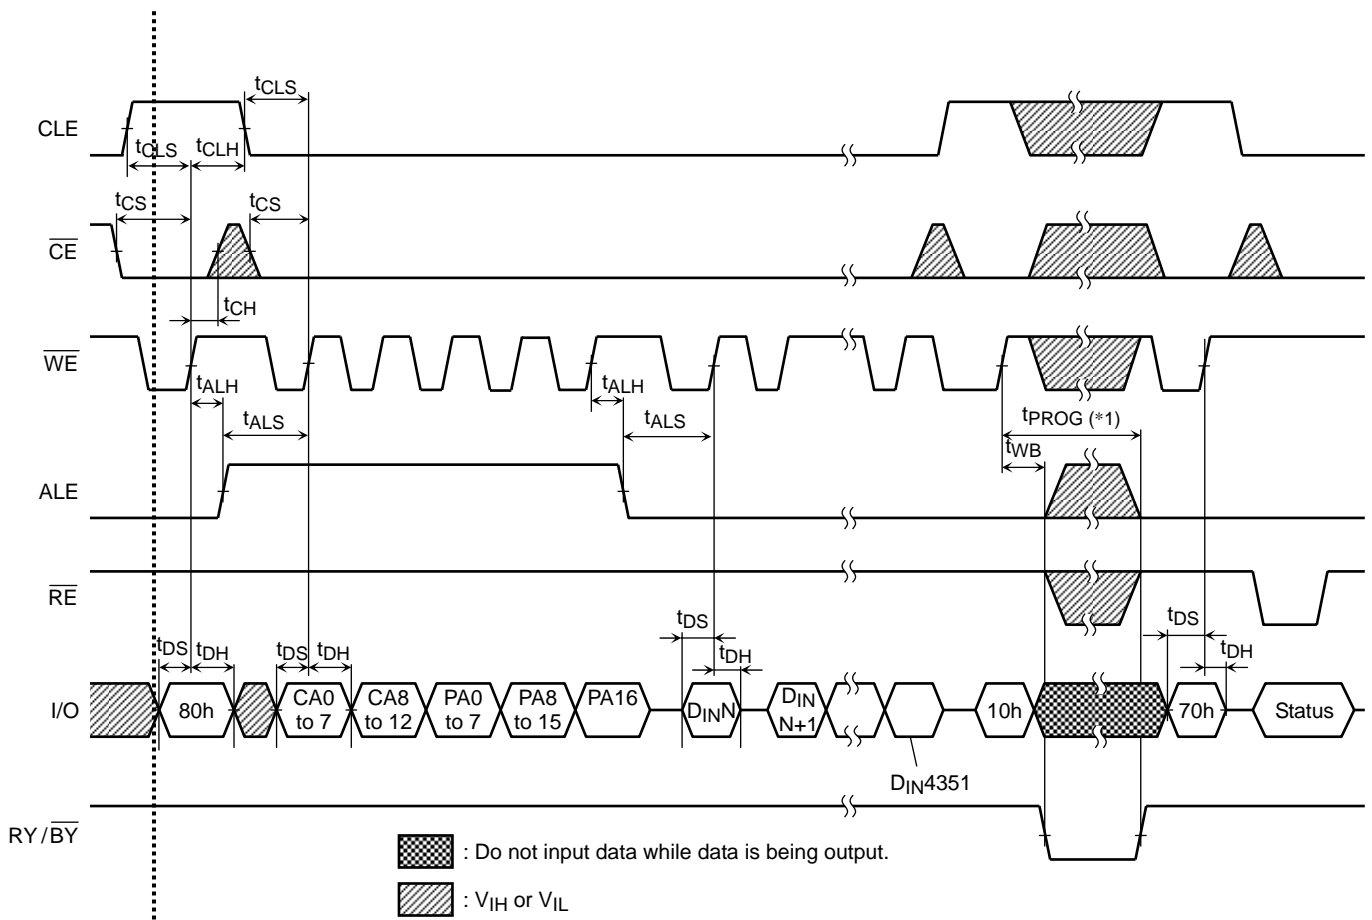 tCLS
CLE
tCLS tCLH
tCS tCS
CE
tCH
WE
tALH tALH
tALS tALS
tPROG (*1)
tWB
ALE
RE
tDS tDH tDS tDH tDS tDH tDS tDH
I/O
80h
CA0 to 7
CA8 to 12
PA0 to 7
PA8 to 15
PA16
DINN
DIN N+1
10h
70h
Status
DIN4351
RY/BY
: Do not input data while data is being output.
: VIH or VIL